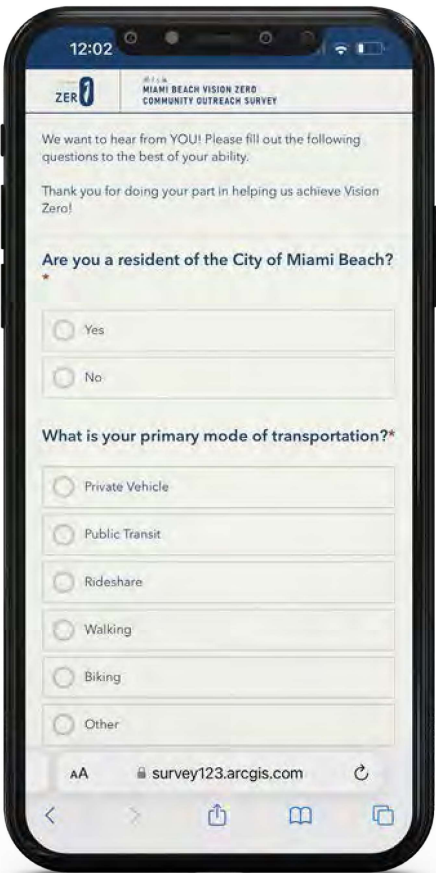 12:02
ZER0
MIAMI BEACH VISION ZERO
COMMUNITY OUTREACH SURVEY
We want to hear from YOU! Please fill out the following
questions to the best of your ability.
Thank you for doing your part in helping us achieve Vision
Zero!
Are you a resident of the City of Miami Beach?
*
Yes
No
What is your primary mode of transportation?*
Private Vehicle
Public Transit
Rideshare
Walking
Biking
Other
AA
survey123.arcgis.com